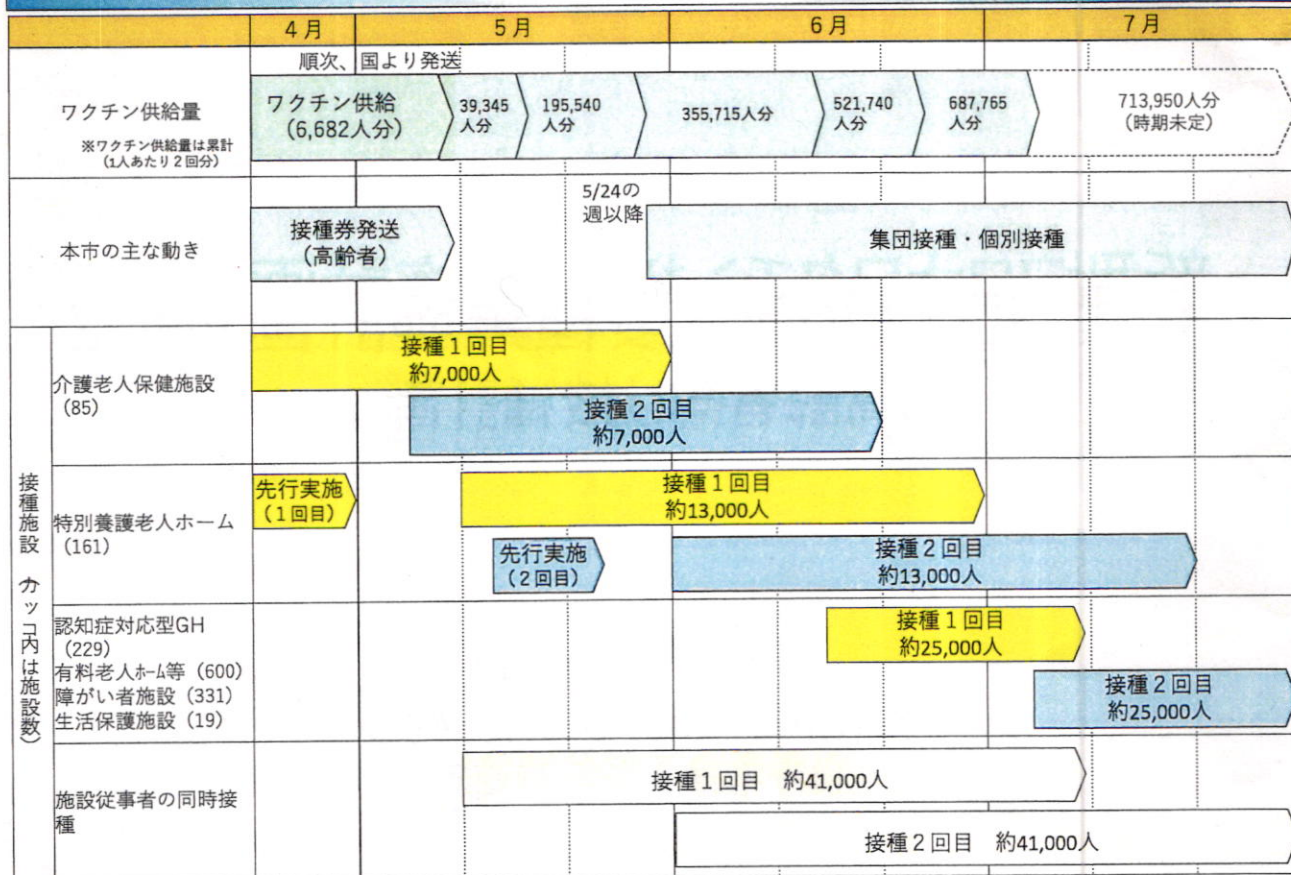 4月
5月
6月
7月
順次、国より発送
ワクチン供給量
※ワクチン供給量は累計
(1人あたり2回分)
ワクチン供給
(6,682人分)
39,345
人分
195,540
人分
355,715人分
521,740
人分
687,765
人分
713,950人分
(時期未定)
本市の主な動き
接種券発送
(高齢者)
5/24の
週以降
集団接種・個別接種
接種施設 カッコ内は施設数)
介護老人保健施設
(85)
接種1回目
約7,000人
接種2回目
約7,000人
特別養護老人ホーム
(161)
先行実施
(1回目)
接種1回目
約13,000人
先行実施
(2回目)
接種2回目
約13,000人
認知症対応型GH
(229)
有料老人ホーム等(600)
障がい者施設(331)
生活保護施設(19)
接種1回目
約25,000人
接種2回目
約25,000人
施設従事者の同時接
種
接種1回目 約41,000人
接種2回目 約41,000人